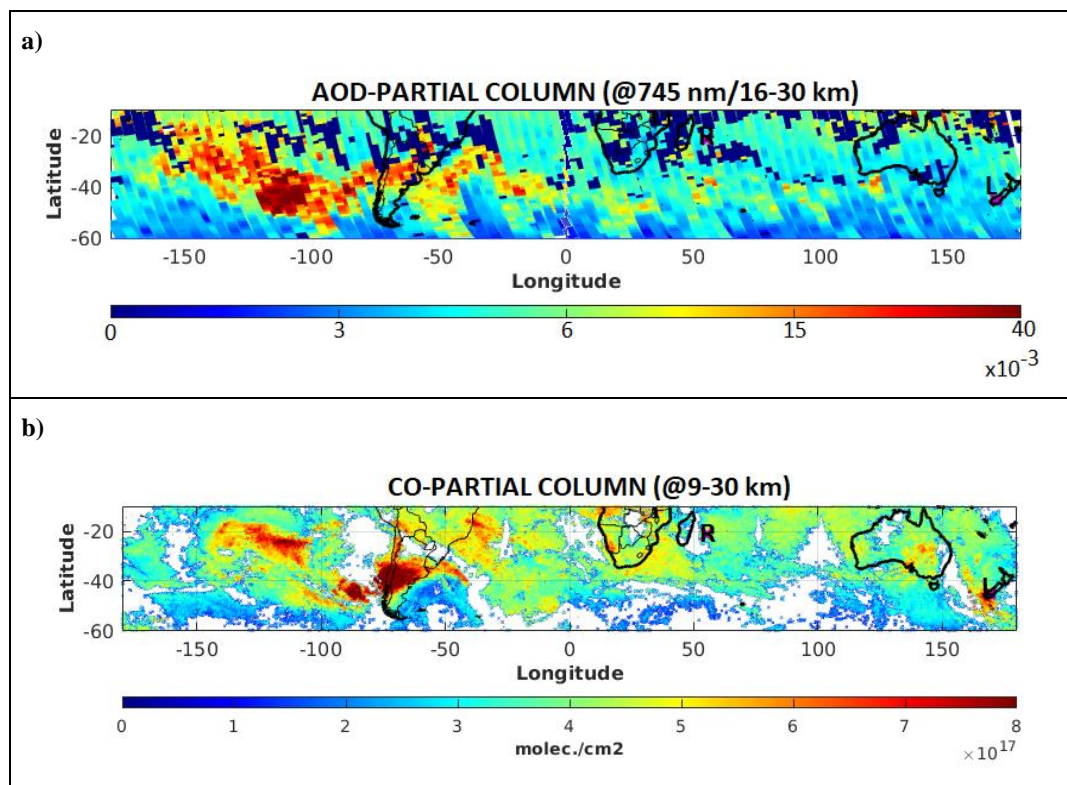 a)
AOD-PARTIAL COLUMN (@745 nm/16-30 km)
Latitude
-20
-40
-60
R
L
-150 -100 -50 0 50 100 150
Longitude
0 3 6 15 40
x10-3
b)
CO-PARTIAL COLUMN (@9-30 km)
Latitude
-20
-40
-60
R
L
-150 -100 -50 0 50 100 150
Longitude
0 1 2 3 4 5 6 7 8
molec./cm2
×10^17